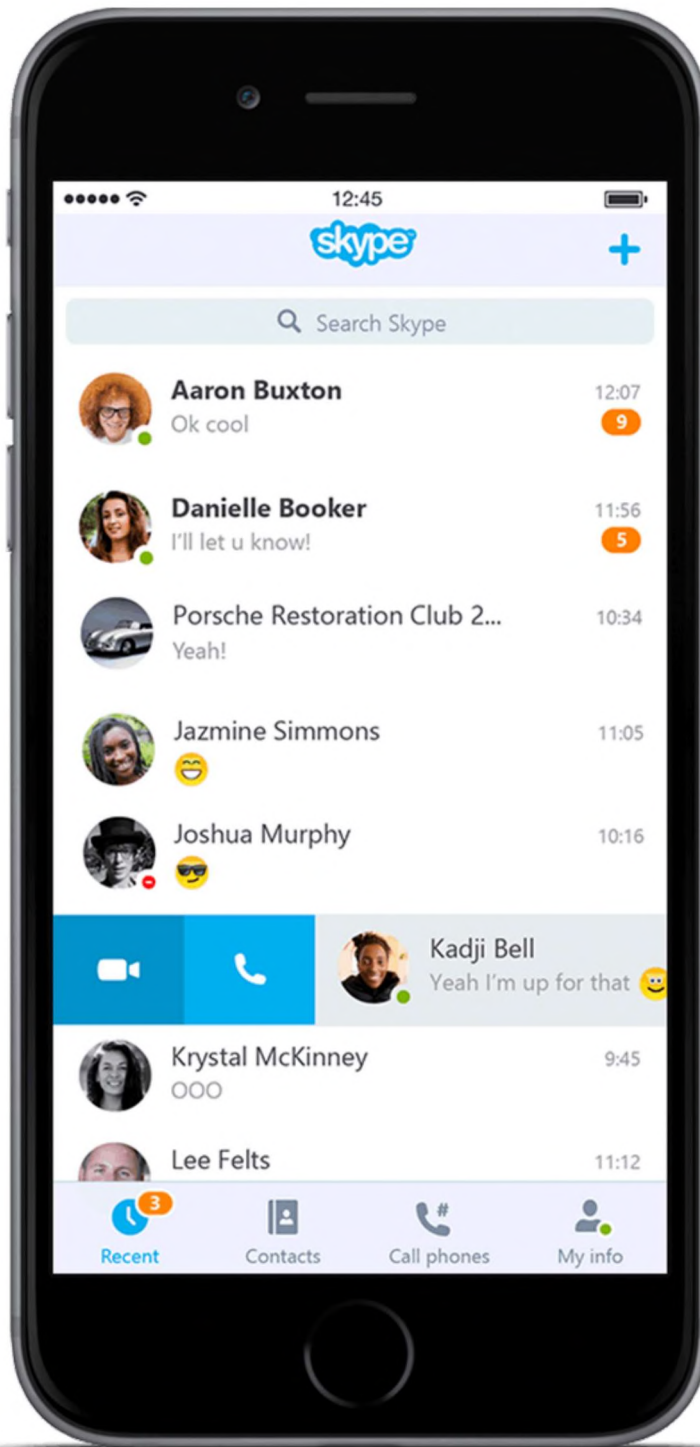 12:45
skype™
Search Skype
Aaron Buxton 12:07
Ok cool 9
Danielle Booker 11:56
I'll let u know! 5
Porsche Restoration Club 2... 10:34
Yeah!
Jazmine Simmons 11:05
Joshua Murphy 10:16
Kadji Bell
Yeah I'm up for that
Krystal McKinney 9:45
OOO
Lee Felts 11:12
3 #
Recent Contacts Call phones My info